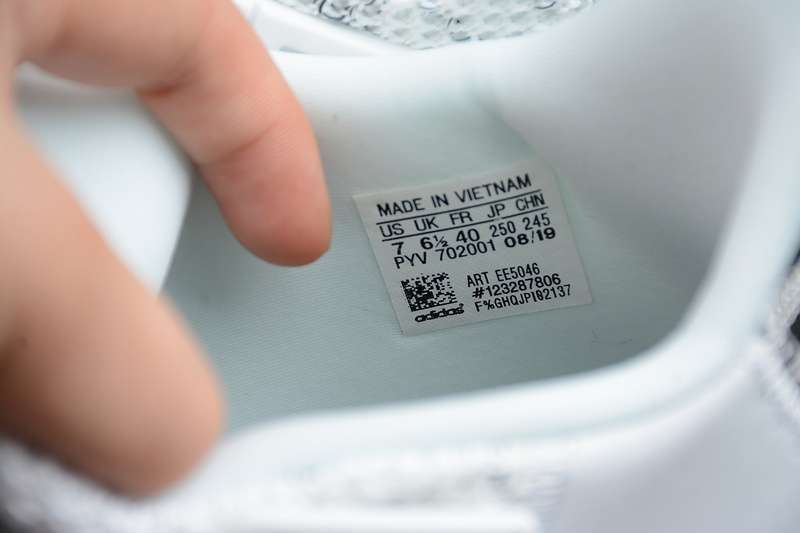 MADE IN VIETNAM
US UK FR JP CHN
7 6½ 40 250 245
PYV 702001 08/19
ART EE5046
#123287806
F%GHQJPI02137
adidas